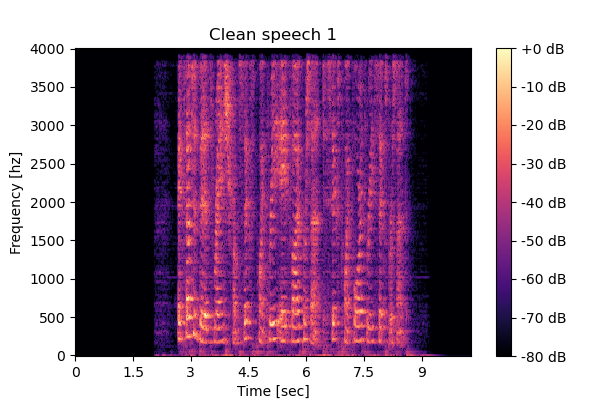 Clean speech 1
Frequency [hz]
4000
3500
3000
2500
2000
1500
1000
500
0
0 1.5 3 4.5 6 7.5 9
Time [sec]
+0 dB
-10 dB
-20 dB
-30 dB
-40 dB
-50 dB
-60 dB
-70 dB
-80 dB